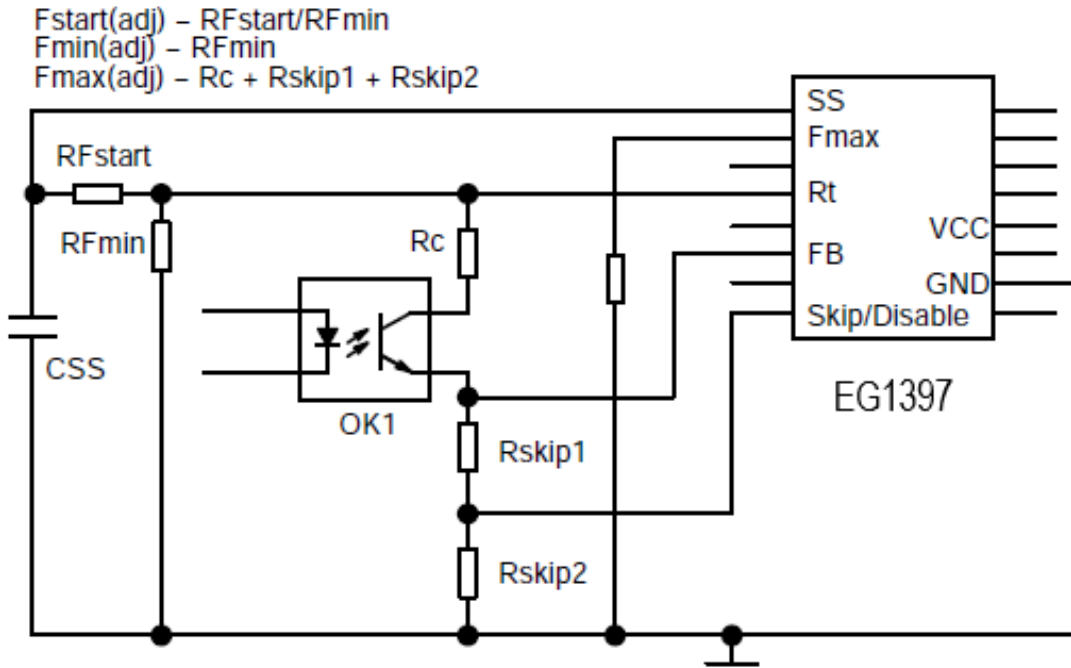 Fstart(adj) – RFstart/RFmin
Fmin(adj) – RFmin
Fmax(adj) – Rc + Rskip1 + Rskip2
SS
Fmax
RFstart
Rt
RFmin
Rc
VCC
FB
GND
Skip/Disable
CSS
EG1397
OK1
Rskip1
Rskip2